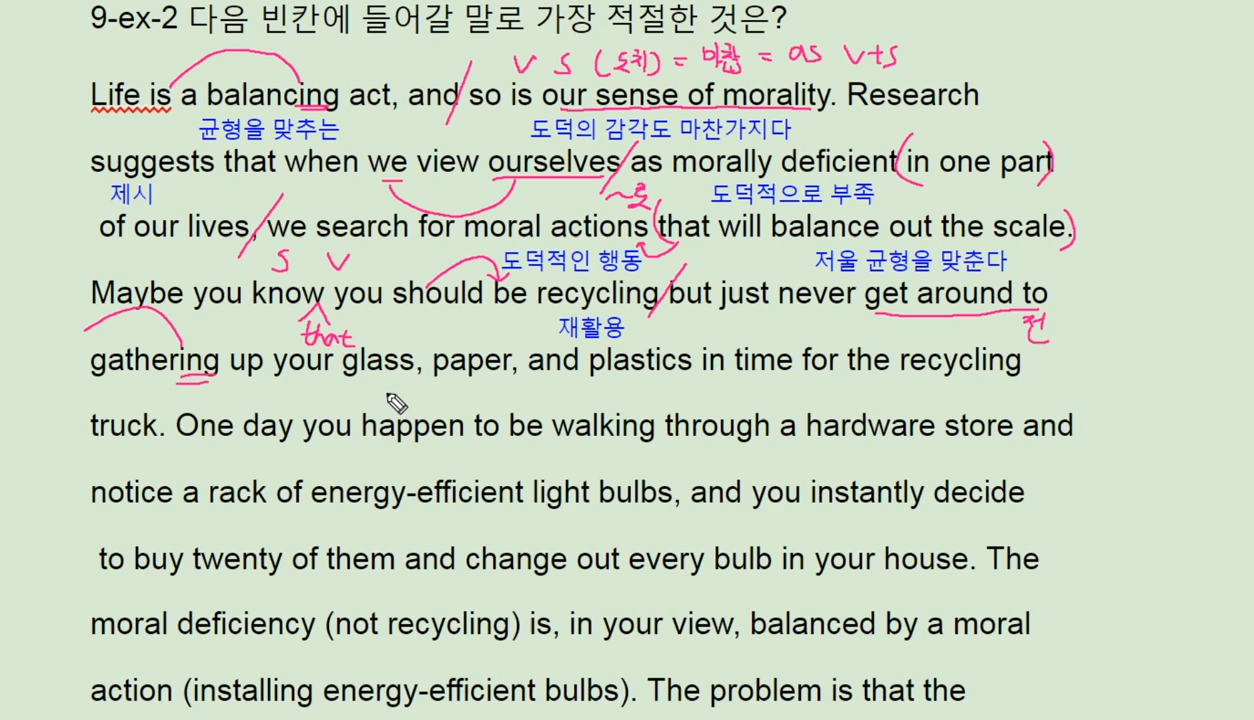 9-ex-2 다음 빈칸에 들어갈 말로 가장 적절한 것은?
V S (도치) = 마찮 = as V+S
Life is a balancing act, and so is our sense of morality. Research
균형을 맞추는 도덕의 감각도 마찬가지다
suggests that when we view ourselves as morally deficient in one part
제시 ~로 도덕적으로 부족
of our lives, we search for moral actions that will balance out the scale.
S V 도덕적인 행동 저울 균형을 맞춘다
Maybe you know you should be recycling but just never get around to
that 재활용 전
gathering up your glass, paper, and plastics in time for the recycling
truck. One day you happen to be walking through a hardware store and
notice a rack of energy-efficient light bulbs, and you instantly decide
to buy twenty of them and change out every bulb in your house. The
moral deficiency (not recycling) is, in your view, balanced by a moral
action (installing energy-efficient bulbs). The problem is that the